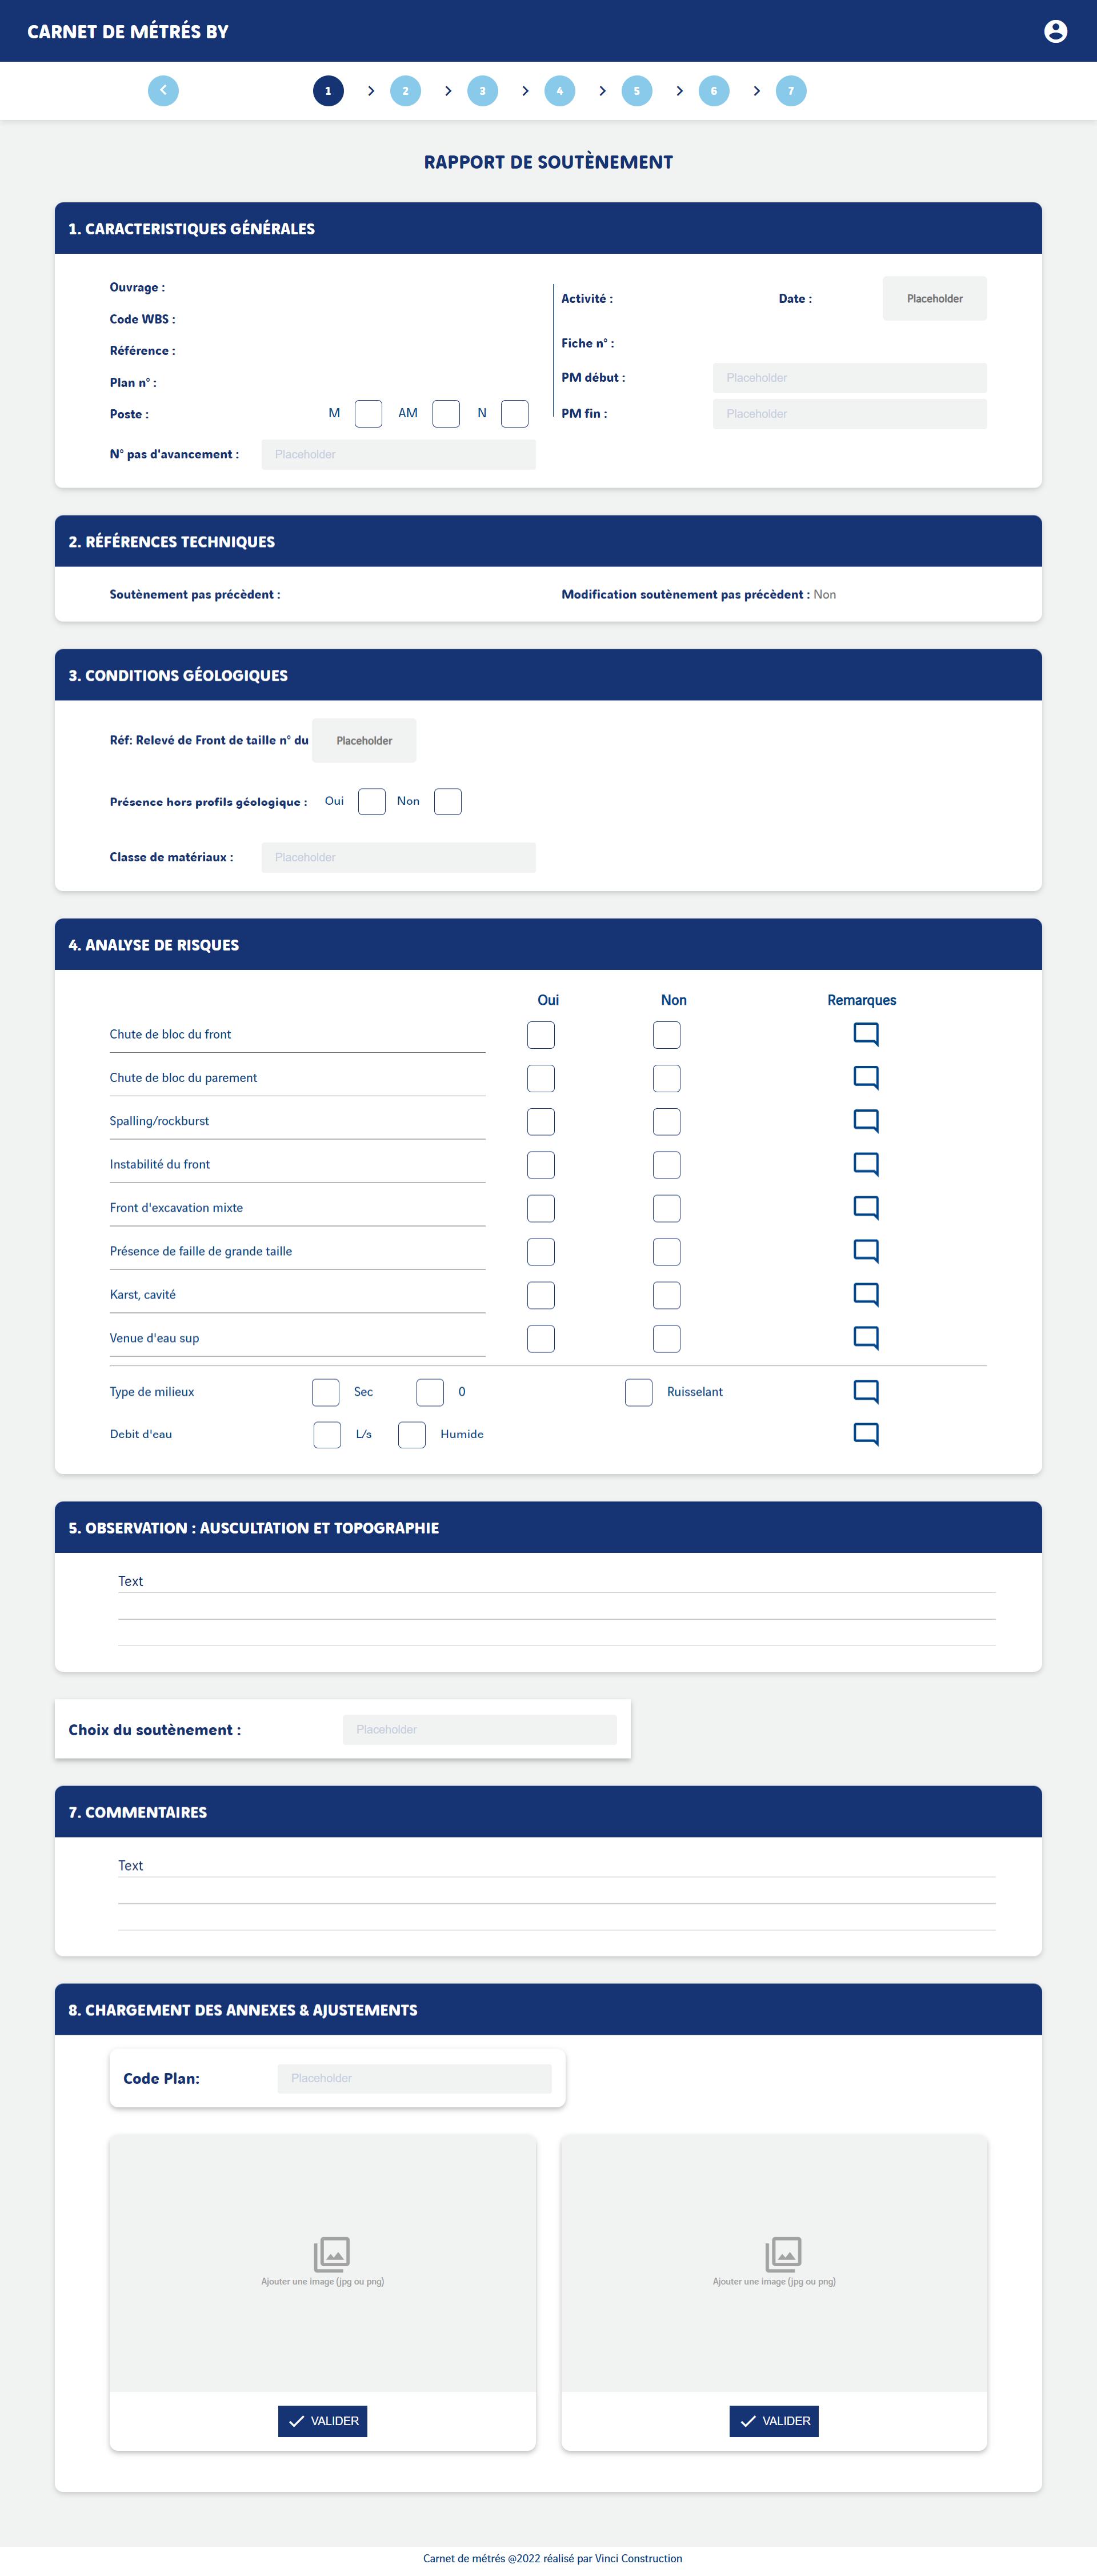 CARNET DE MÉTRÉS BY
1 2 3 4 5 6 7
RAPPORT DE SOUTÈNEMENT
1. CARACTERISTIQUES GÉNÉRALES
Ouvrage :
Code WBS :
Référence :
Plan n° :
Poste : M AM N
N° pas d'avancement : Placeholder
Activité : Date : Placeholder
Fiche n° :
PM début : Placeholder
PM fin : Placeholder
2. RÉFÉRENCES TECHNIQUES
Soutènement pas précèdent : Modification soutènement pas précèdent : Non
3. CONDITIONS GÉOLOGIQUES
Réf: Relevé de Front de taille n° du Placeholder
Présence hors profils géologique : Oui Non
Classe de matériaux : Placeholder
4. ANALYSE DE RISQUES
Oui Non Remarques
Chute de bloc du front
Chute de bloc du parement
Spalling/rockburst
Instabilité du front
Front d'excavation mixte
Présence de faille de grande taille
Karst, cavité
Venue d'eau sup
Type de milieux Sec 0 Ruisselant
Debit d'eau L/s Humide
5. OBSERVATION : AUSCULTATION ET TOPOGRAPHIE
Text
Choix du soutènement : Placeholder
7. COMMENTAIRES
Text
8. CHARGEMENT DES ANNEXES & AJUSTEMENTS
Code Plan: Placeholder
Ajouter une image (jpg ou png) Ajouter une image (jpg ou png)
VALIDER VALIDER
Carnet de métrés @2022 réalisé par Vinci Construction